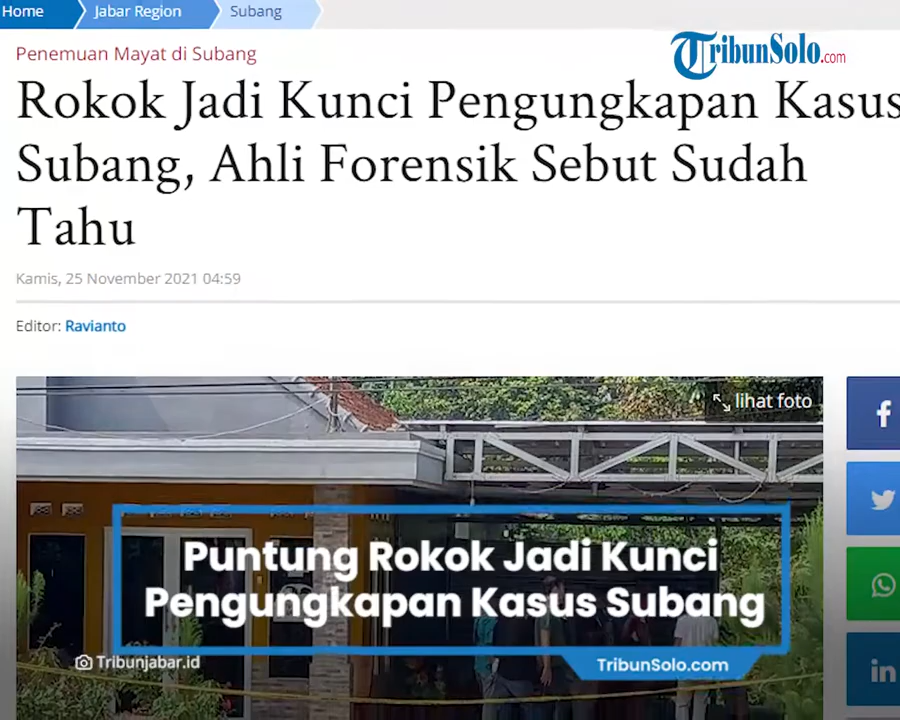 Home
Jabar Region
Subang
TribunSolo.com
Penemuan Mayat di Subang
Rokok Jadi Kunci Pengungkapan Kasus
Subang, Ahli Forensik Sebut Sudah
Tahu
Kamis, 25 November 2021 04:59
Editor: Ravianto
lihat foto
Puntung Rokok Jadi Kunci
Pengungkapan Kasus Subang
Tribunjabar.id
TribunSolo.com